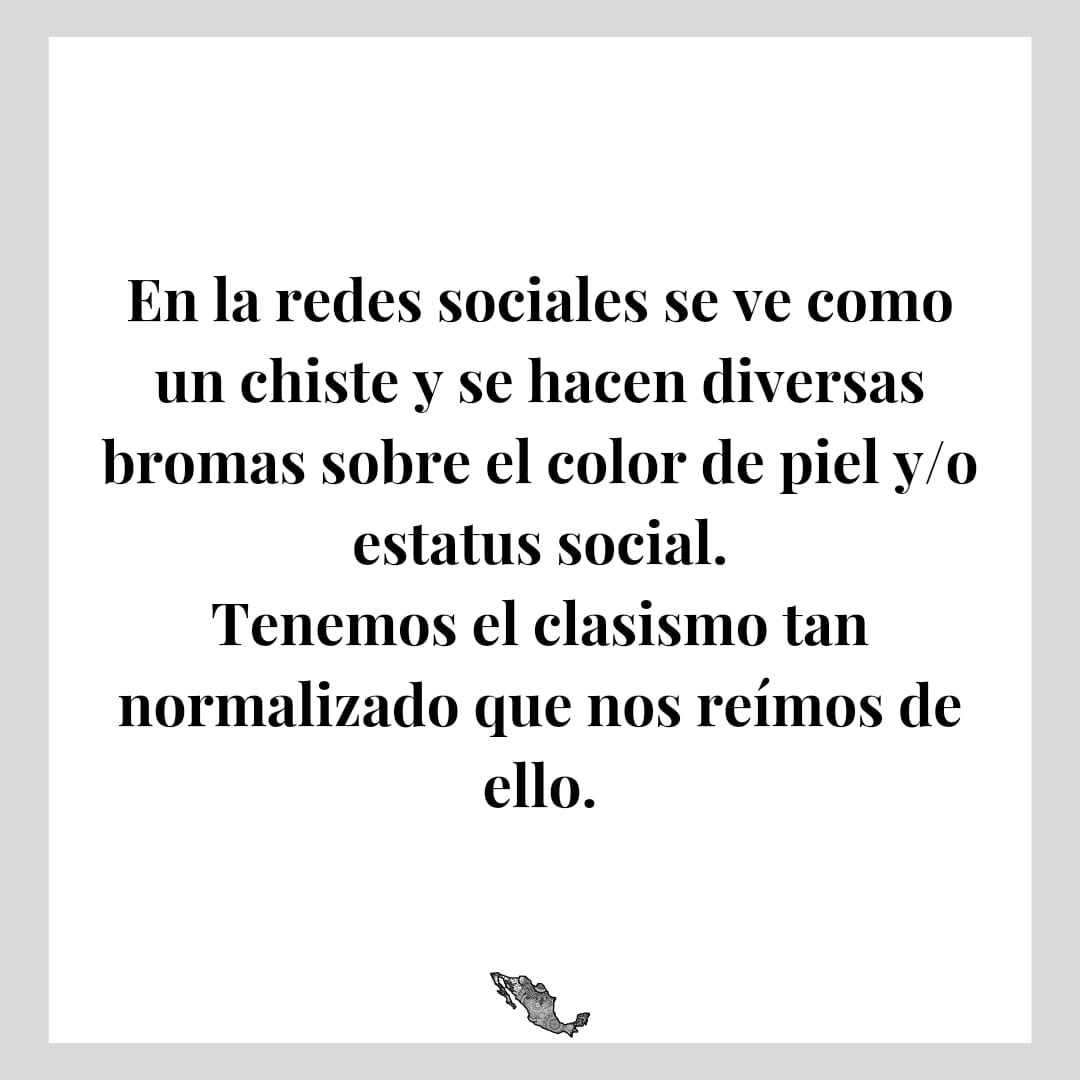 En la redes sociales se ve como
un chiste y se hacen diversas
bromas sobre el color de piel y/o
estatus social.
Tenemos el clasismo tan
normalizado que nos reímos de
ello.